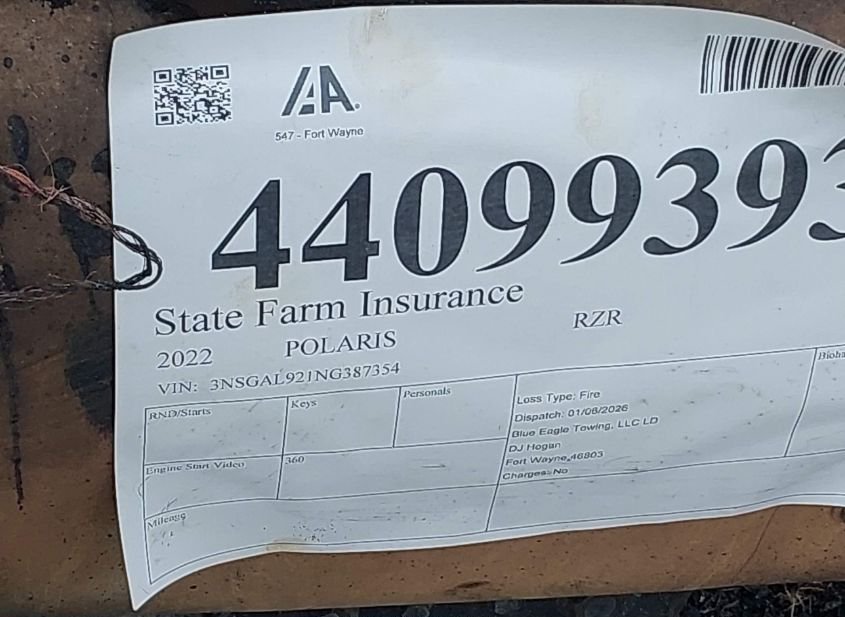 IAA.
547 - Fort Wayne
44099393
State Farm Insurance
2022 POLARIS RZR
VIN: 3NSGAL921NG387354
RND/Starts
Keys
Personals
Engine Start Video
360
Mileage
Loss Type: Fire
Dispatch: 01/08/2026
Blue Eagle Towing, LLC LD
DJ Hogan
Fort Wayne,46803
Charges: No